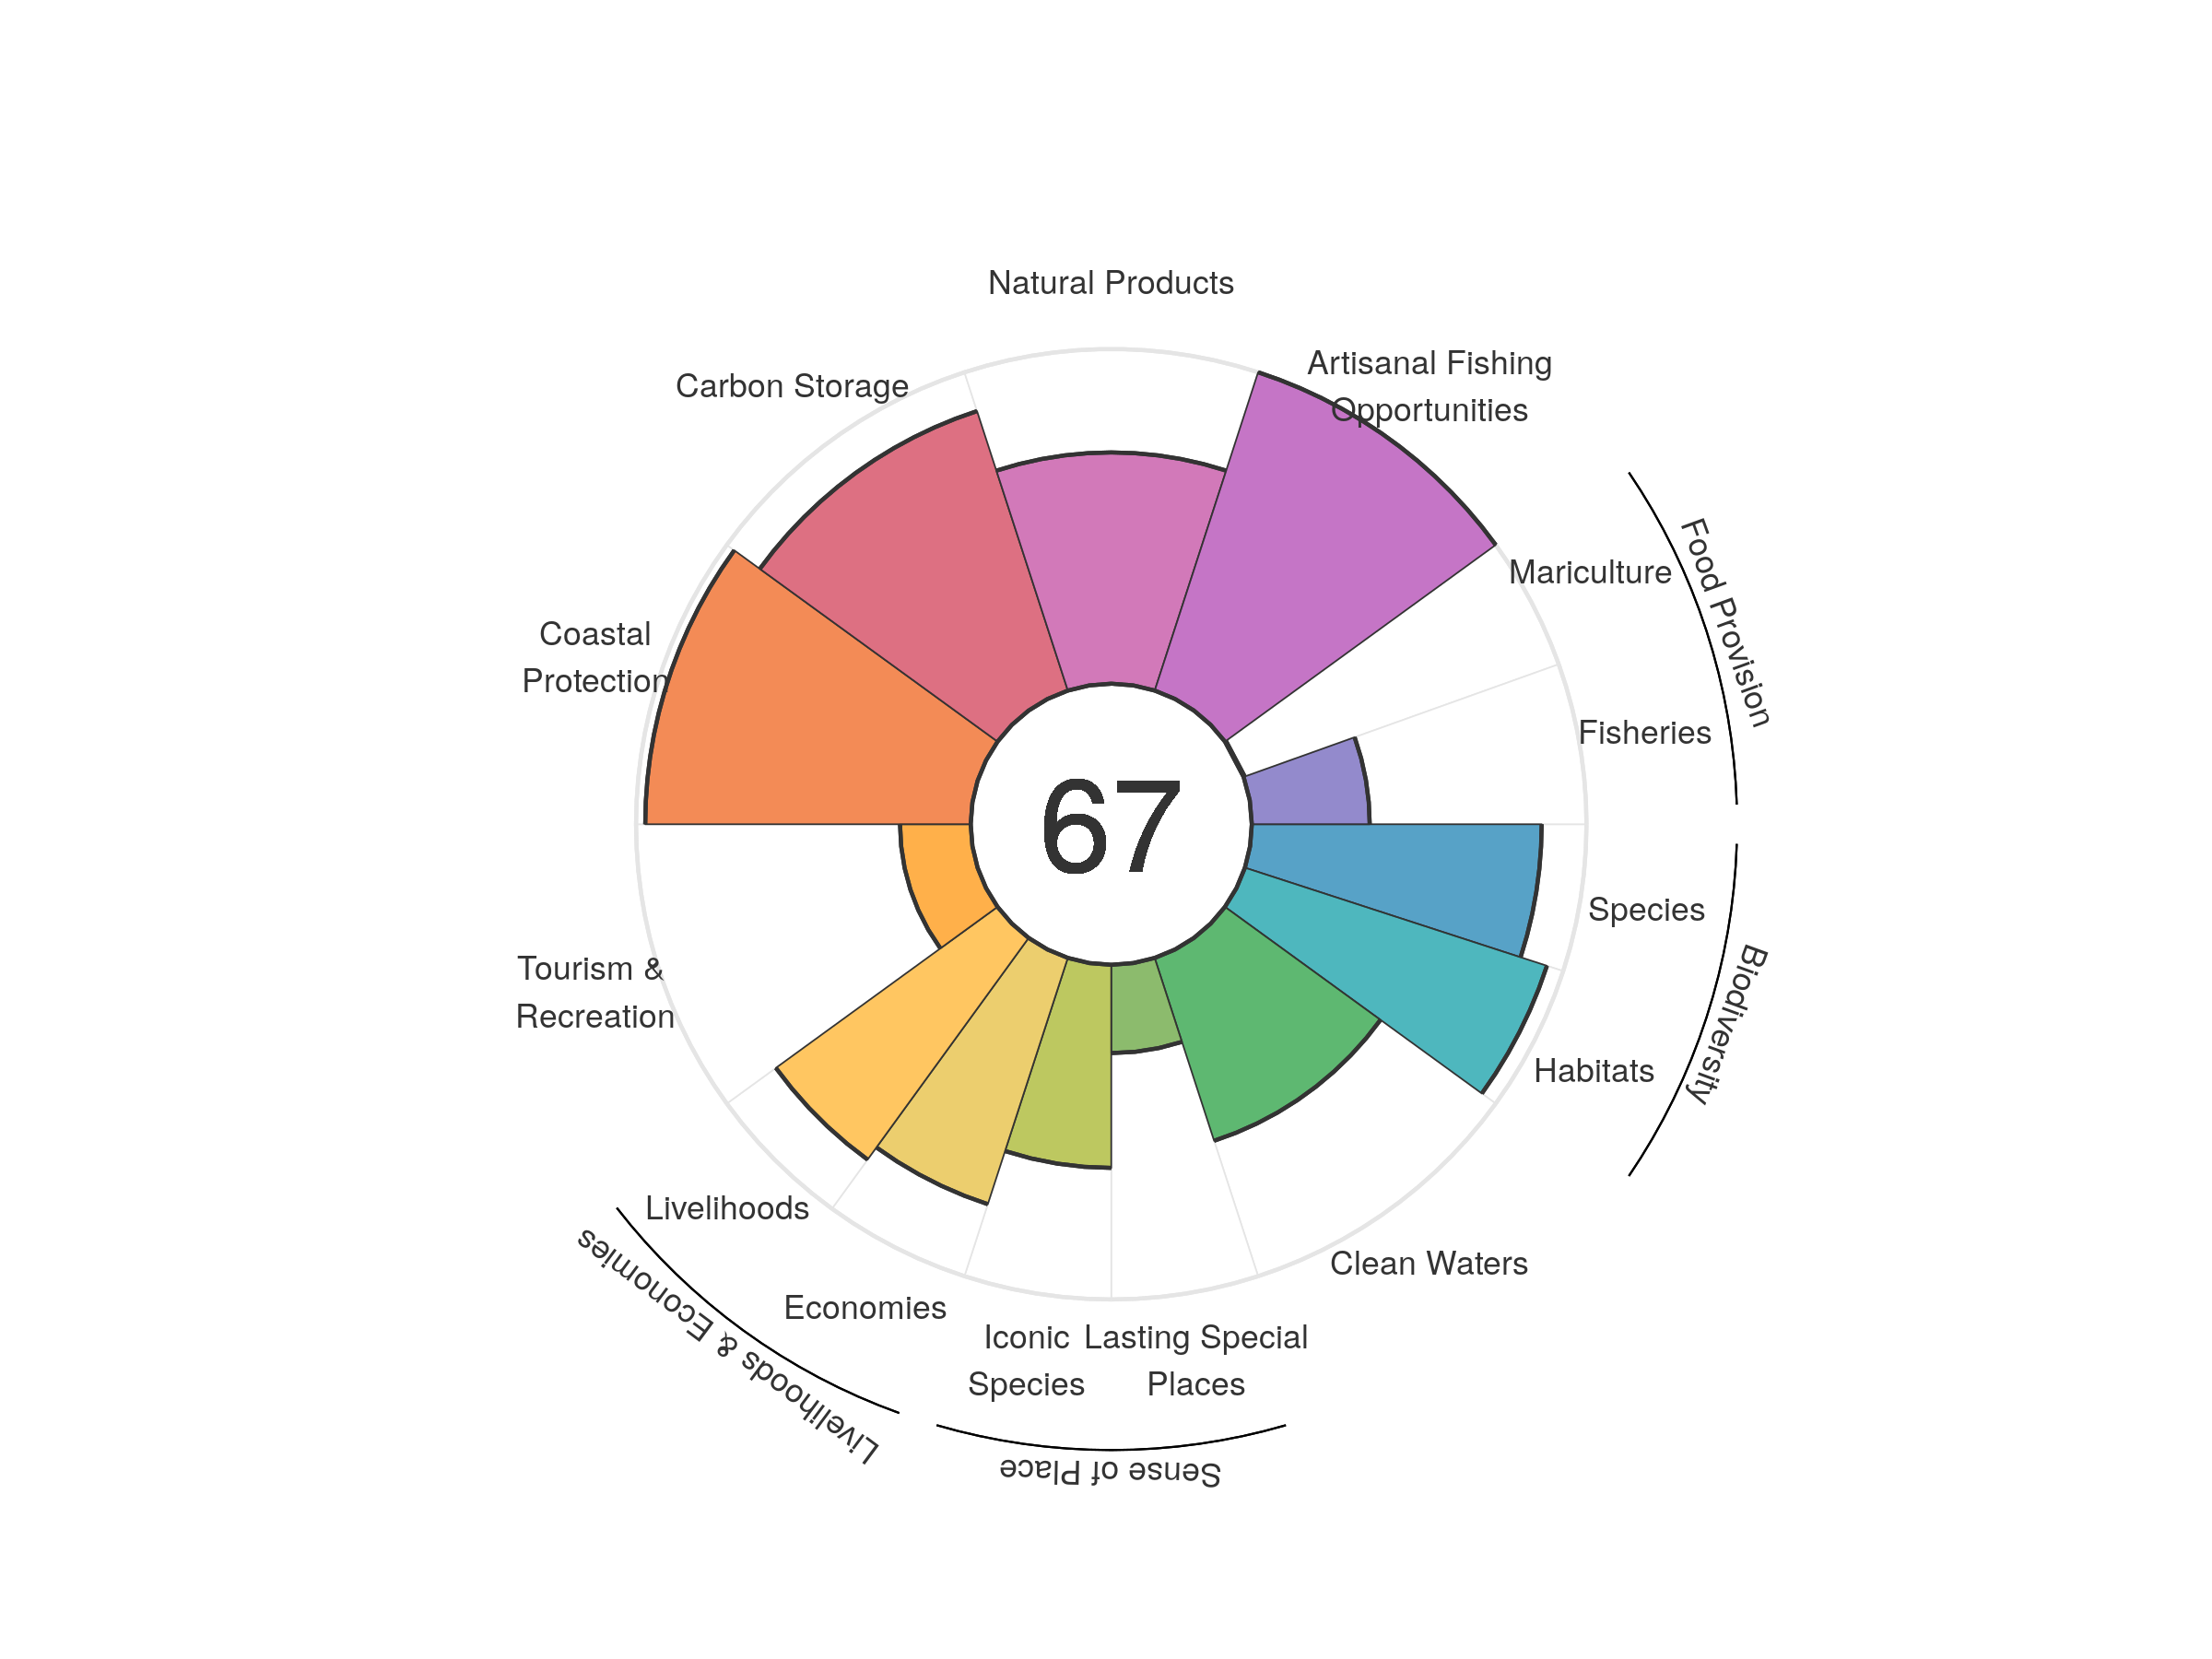 Natural Products
Artisanal Fishing
Opportunities
Carbon Storage
Mariculture
Food Provision
Coastal
Protection
Fisheries
67
Species
Biodiversity
Tourism &
Recreation
Habitats
Livelihoods
Clean Waters
Livelihoods & Economies
Economies
Iconic
Species
Lasting Special
Places
Sense of Place